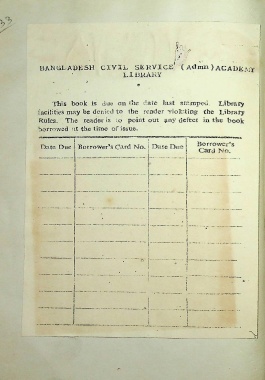 33
BANGLADESH CIVIL SERVICE (Admn) ACADEMY
LIBRARY
This book is due on the date last stamped. Library
facilities may be denied to the reader violating the Library
Rules. The reader is to point out any defect in the book
borrowed at the time of issue.
Date Due Borrower's Card No. Date Due Borrower's Card No.